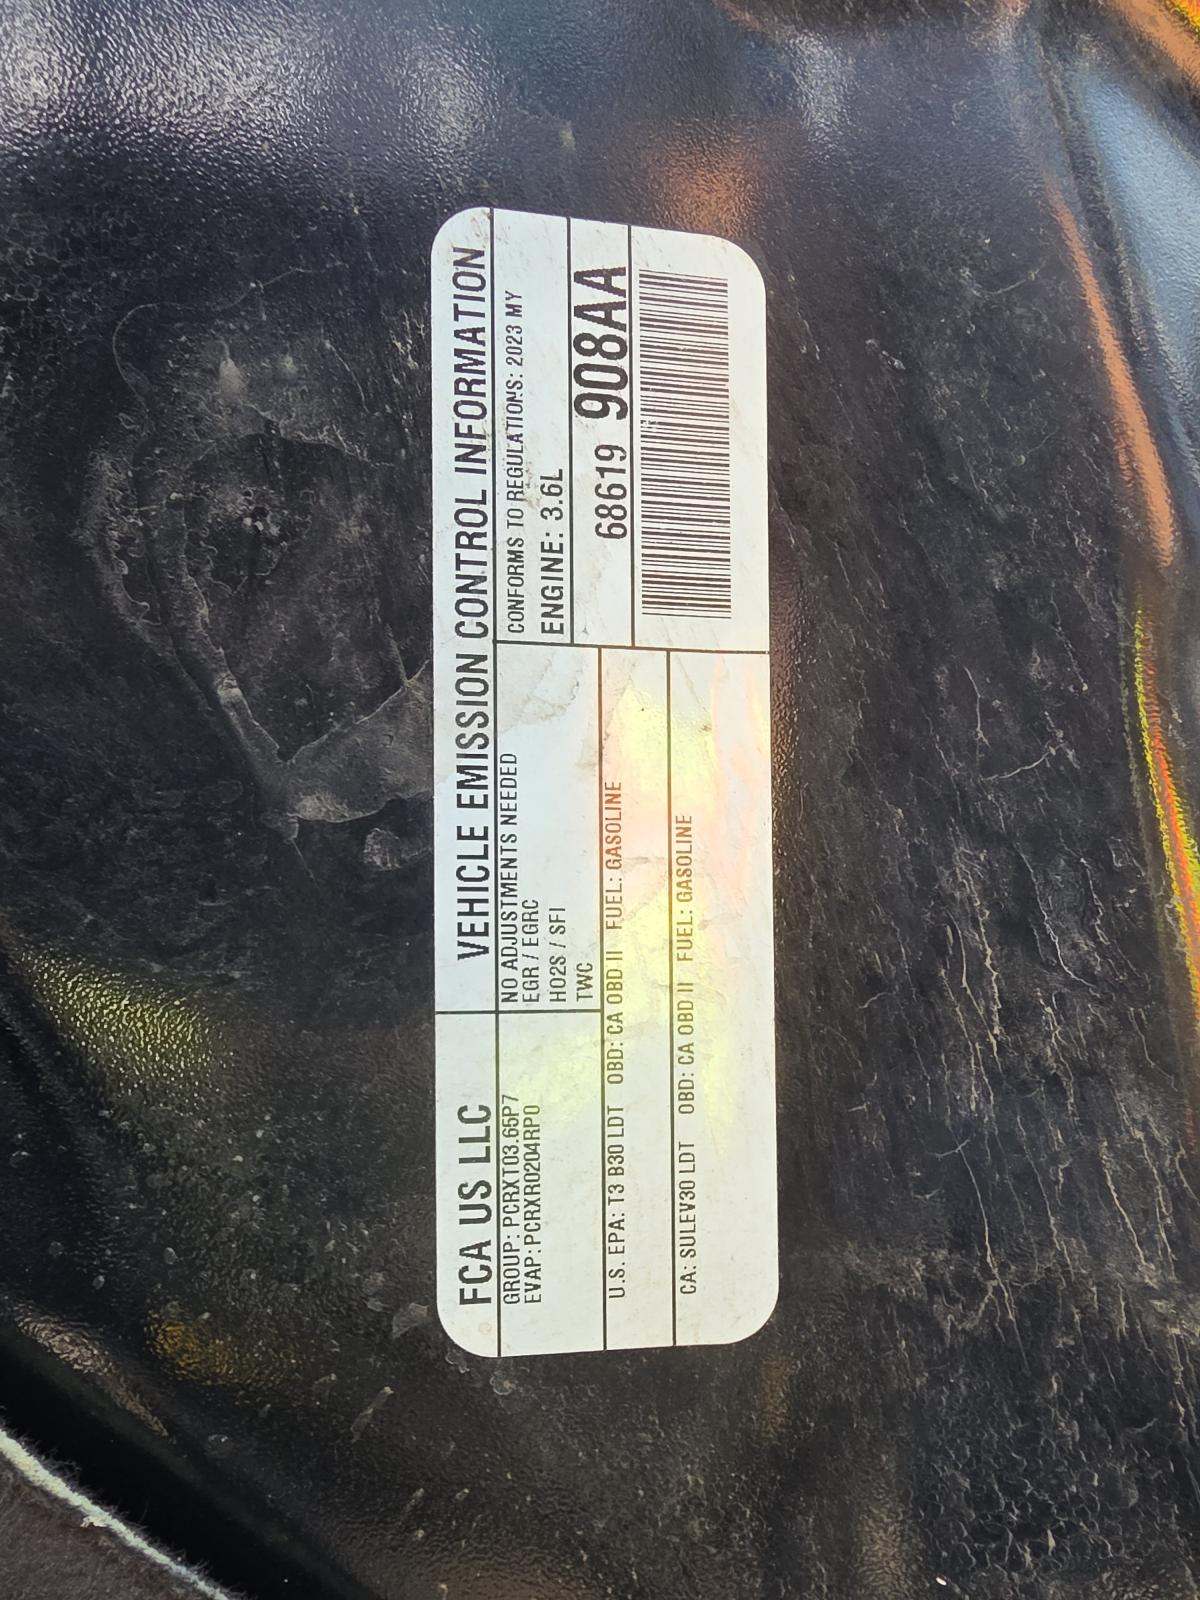 FCA US LLC
VEHICLE EMISSION CONTROL INFORMATION
GROUP: PCRXT03.65P7
EVAP: PCRXR0204RP0
NO ADJUSTMENTS NEEDED
EGR / EGRC
HO2S / SFI
TWC
CONFORMS TO REGULATIONS: 2023 MY
ENGINE: 3.6L
68619 908AA
U.S. EPA: T3 B30 LDT OBD: CA OBD II FUEL: GASOLINE
CA: SULEV30 LDT OBD: CA OBD II FUEL: GASOLINE